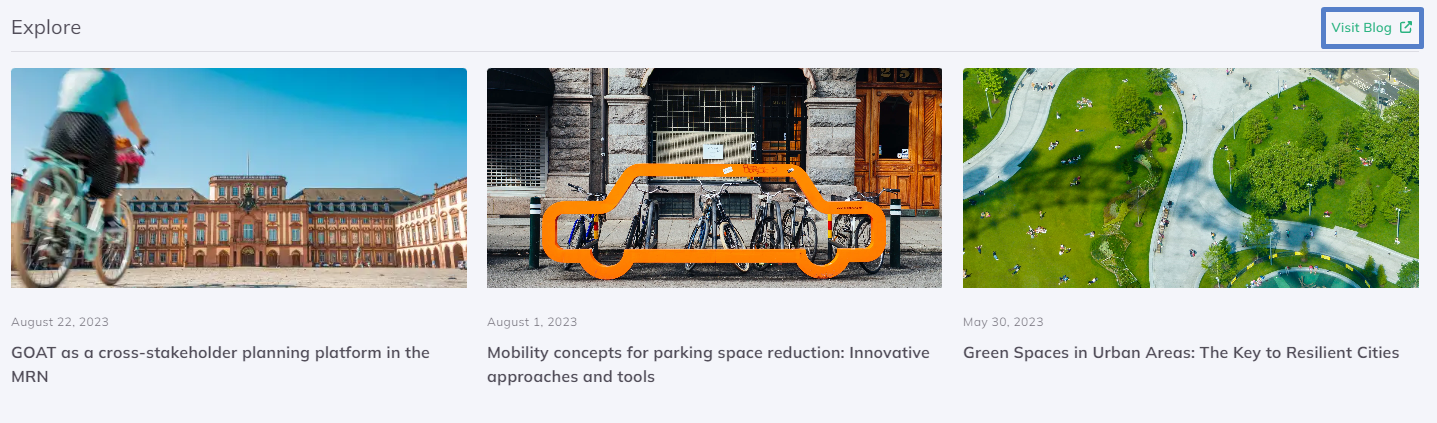 Explore
Visit Blog
August 22, 2023
August 1, 2023
May 30, 2023
GOAT as a cross-stakeholder planning platform in the
MRN
Mobility concepts for parking space reduction: Innovative
approaches and tools
Green Spaces in Urban Areas: The Key to Resilient Cities